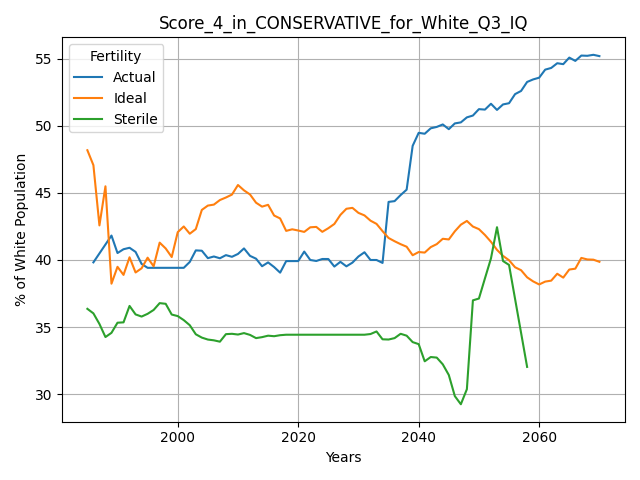 Score_4_in_CONSERVATIVE_for_White_Q3_IQ
Fertility
Actual
Ideal
Sterile
% of White Population
55
50
45
40
35
30
2000
2020
2040
2060
Years